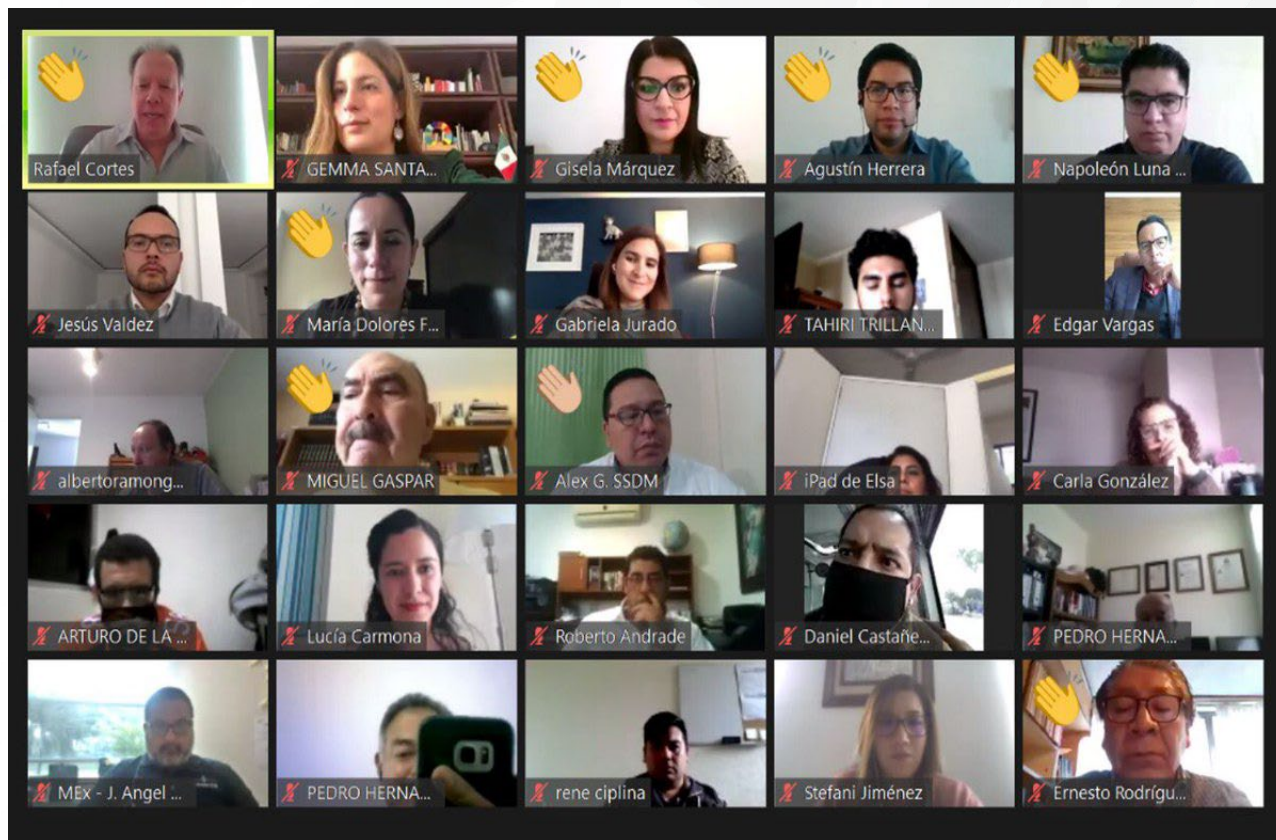 Rafael Cortes
GEMMA SANTA...
Gisela Márquez
Agustín Herrera
Napoleón Luna ...
Jesús Valdez
María Dolores F...
Gabriela Jurado
TAHIRI TRILLAN...
Edgar Vargas
albertoramong...
MIGUEL GASPAR
Alex G. SSDM
iPad de Elsa
Carla González
ARTURO DE LA ...
Lucía Carmona
Roberto Andrade
Daniel Castañe...
PEDRO HERNA...
MEx - J. Angel ...
PEDRO HERNA...
rene ciplina
Stefani Jiménez
Ernesto Rodrígu...